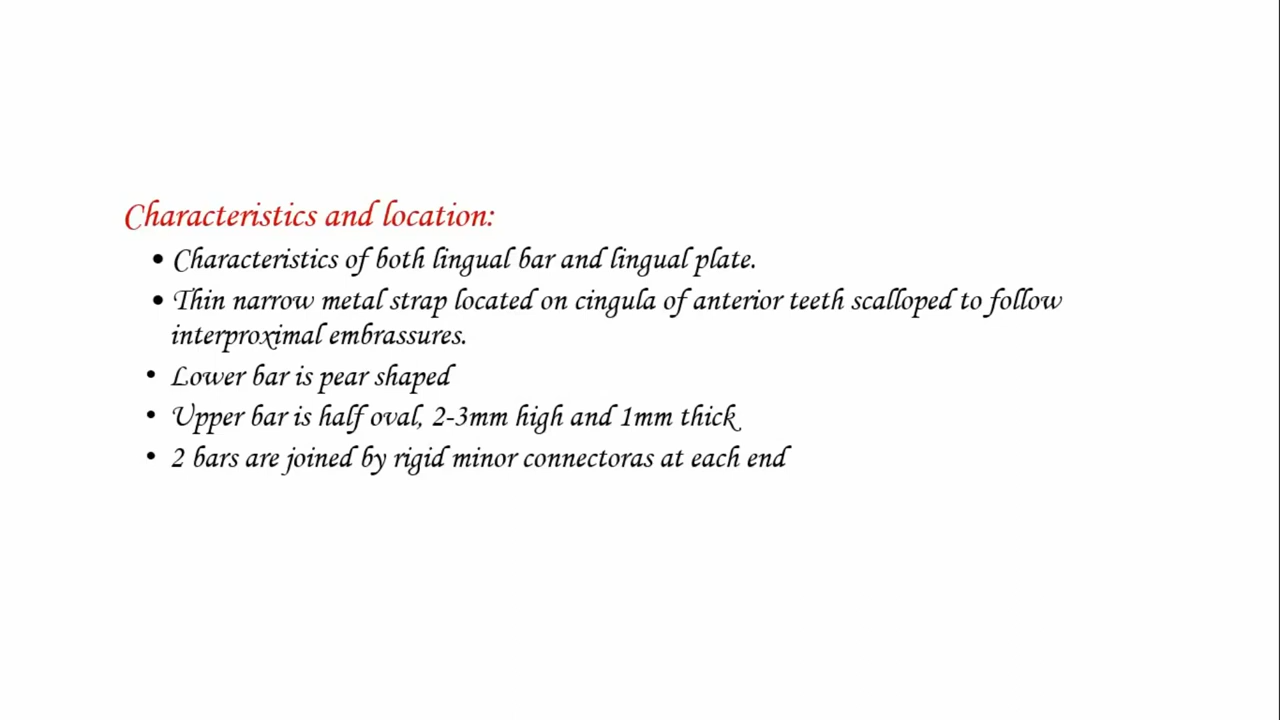 Characteristics and location:
• Characteristics of both lingual bar and lingual plate.
• Thin narrow metal strap located on cingula of anterior teeth scalloped to follow
interproximal embrassures.
• Lower bar is pear shaped
• Upper bar is half oval, 2-3mm high and 1mm thick
• 2 bars are joined by rigid minor connectoras at each end